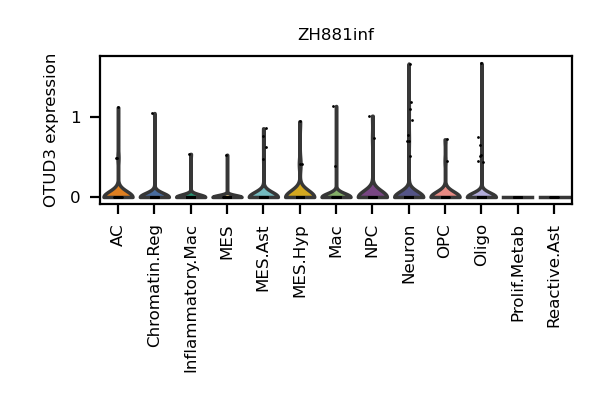 ZH881inf
OTUD3 expression
1
0
AC
Chromatin.Reg
Inflammatory.Mac
MES
MES.Ast
MES.Hyp
Mac
NPC
Neuron
OPC
Oligo
Prolif.Metab
Reactive.Ast